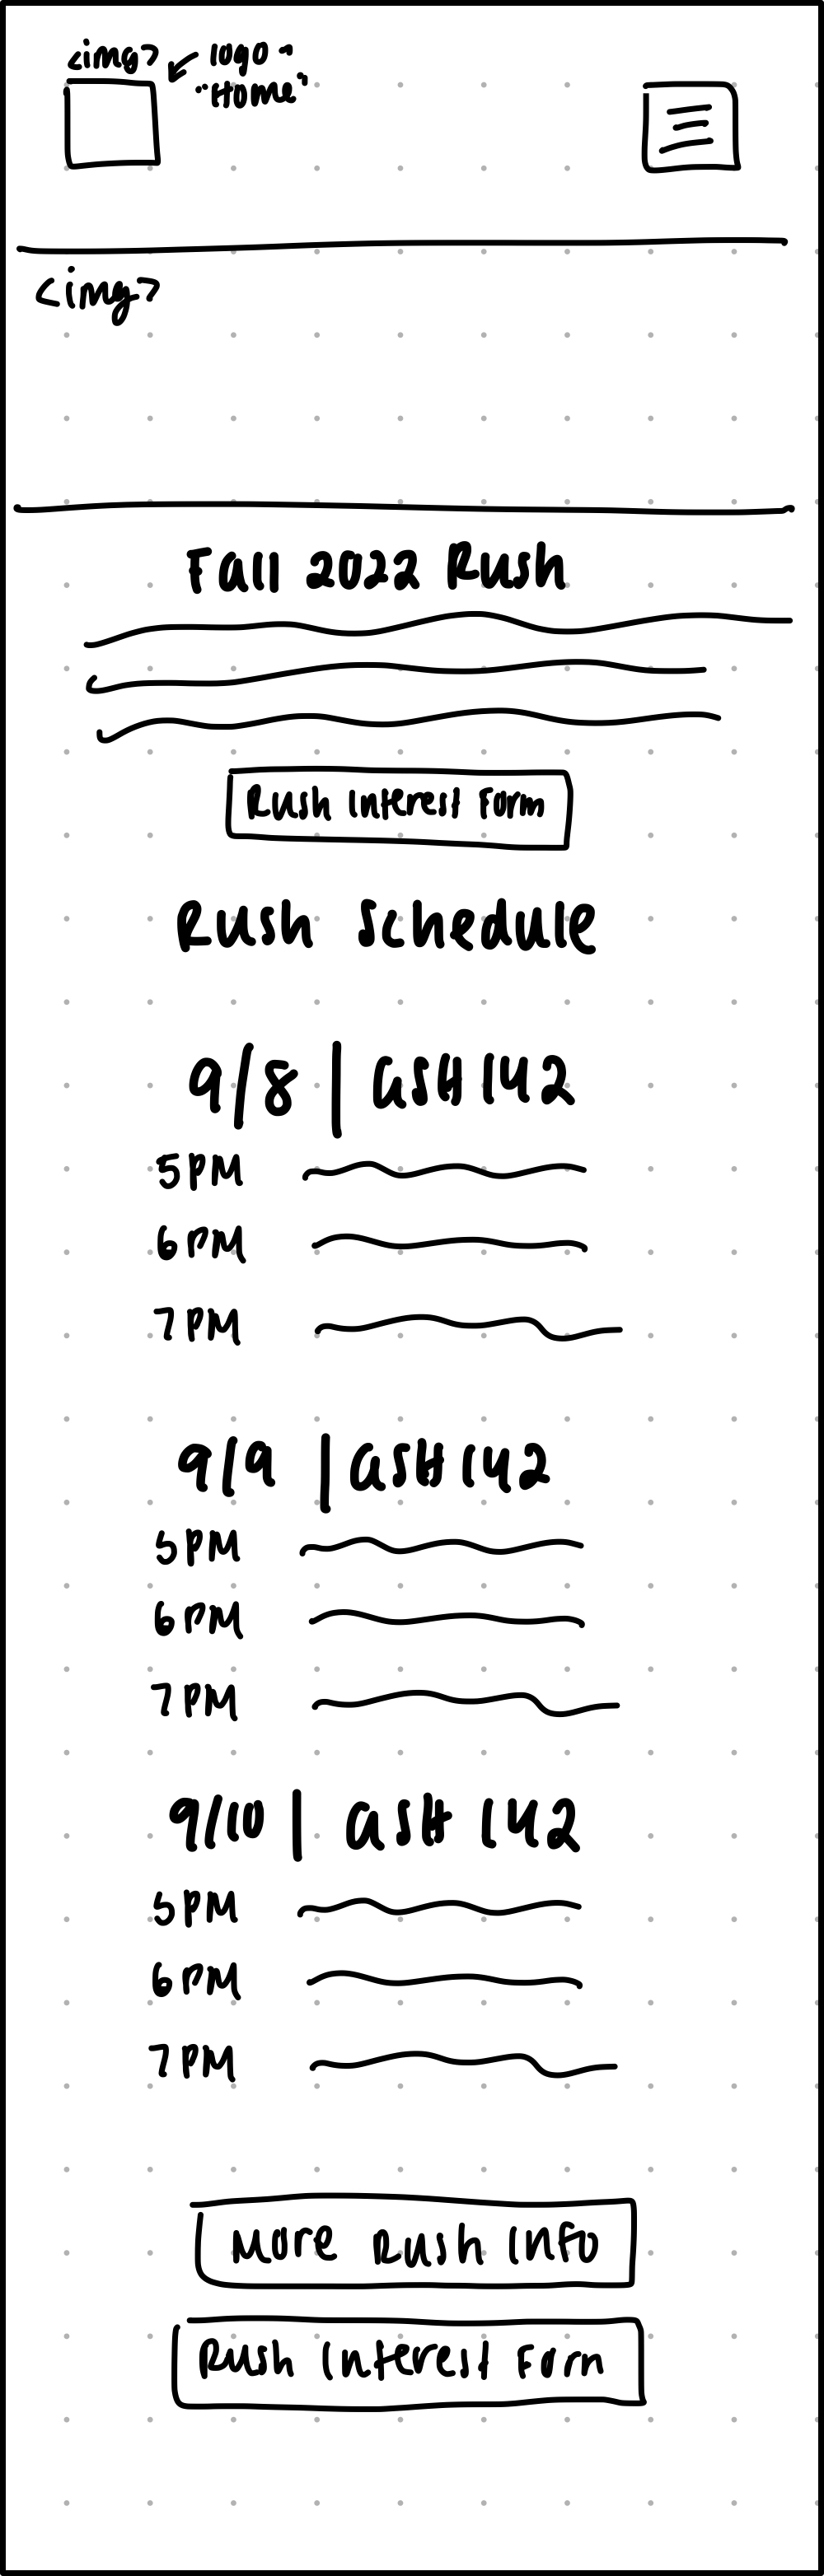 <img> logo -
"Home"
<img>
Fall 2022 Rush
Rush Interest Form
Rush Schedule
9/8 | ASH 142
5PM
6PM
7PM
9/9 | ASH 142
5PM
6PM
7PM
9/10 | ASH 142
5PM
6PM
7PM
More Rush Info
Rush Interest Form